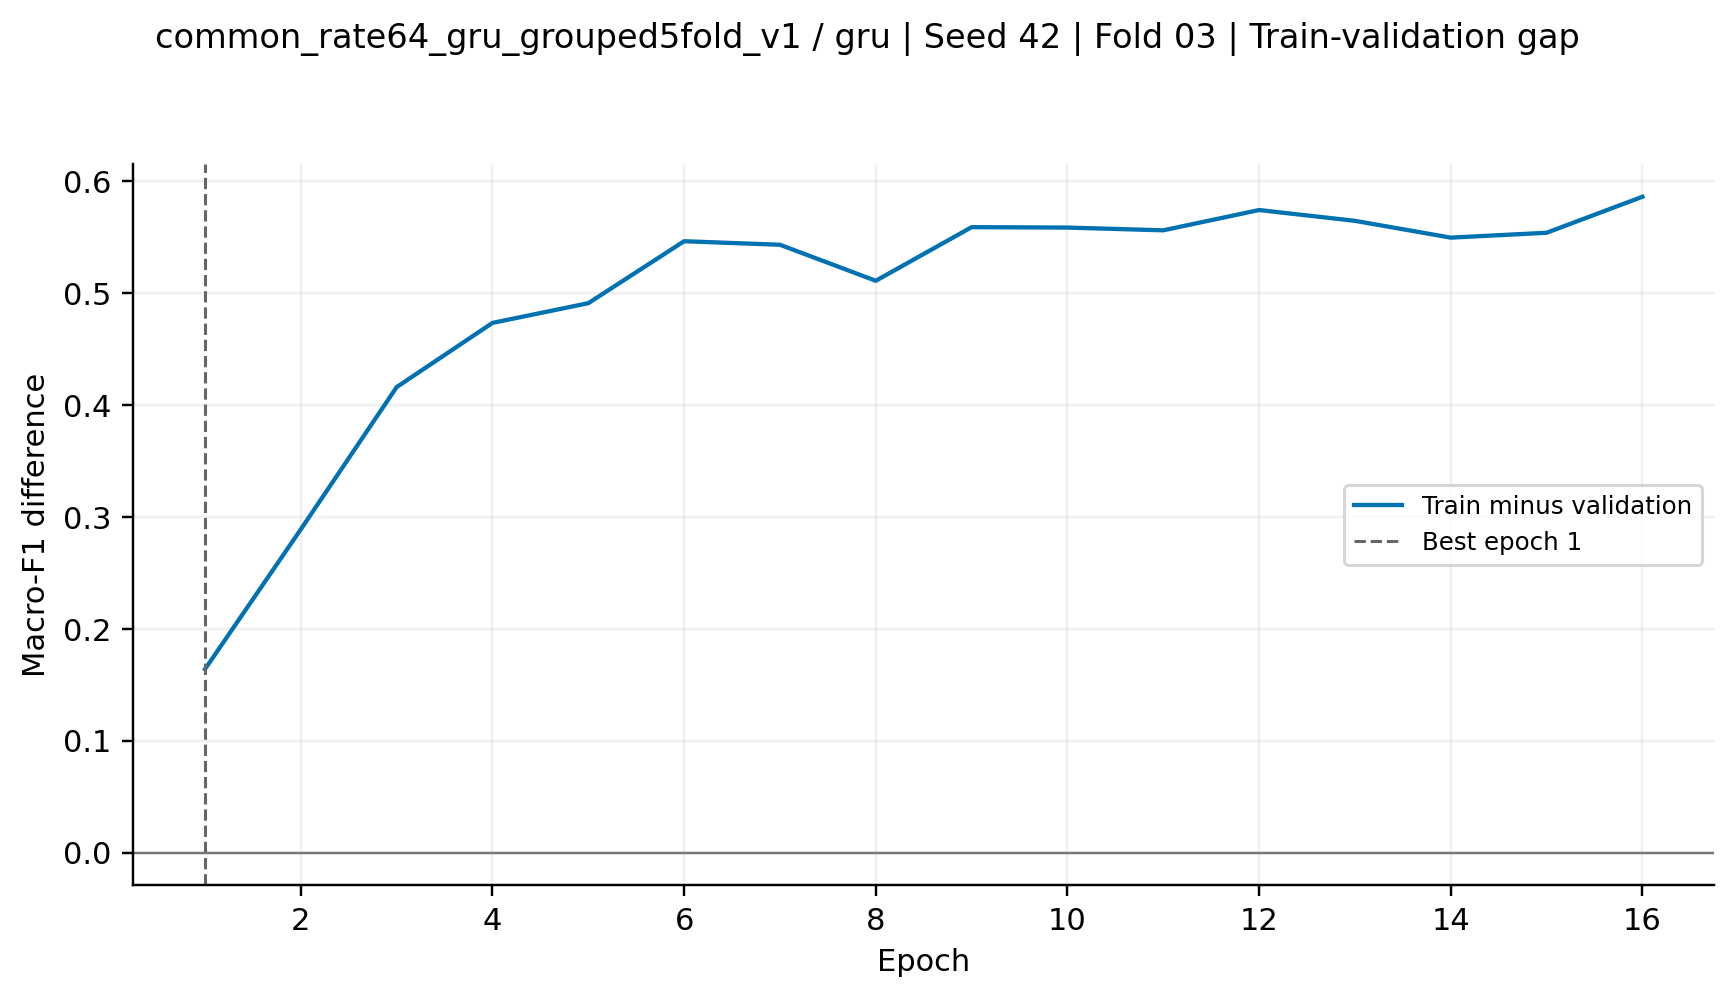 common_rate64_gru_grouped5fold_v1 / gru | Seed 42 | Fold 03 | Train-validation gap
0.6
0.5
0.4
0.3
0.2
0.1
0.0
Macro-F1 difference
Train minus validation
Best epoch 1
2 4 6 8 10 12 14 16
Epoch